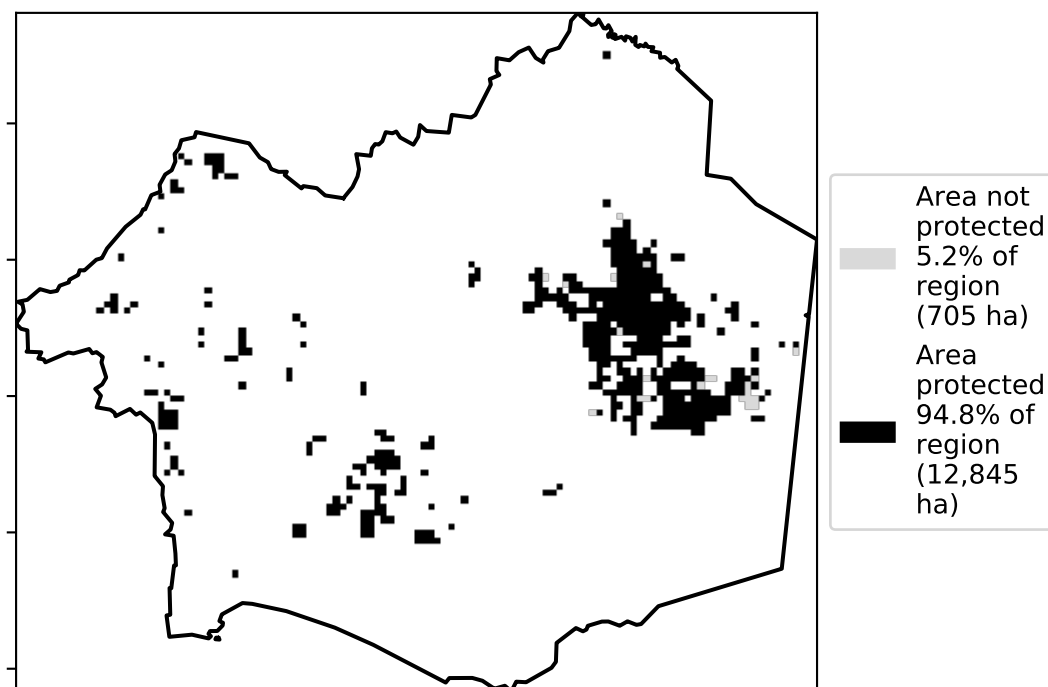 Area not
protected
5.2% of
region
(705 ha)
Area
protected
94.8% of
region
(12,845
ha)